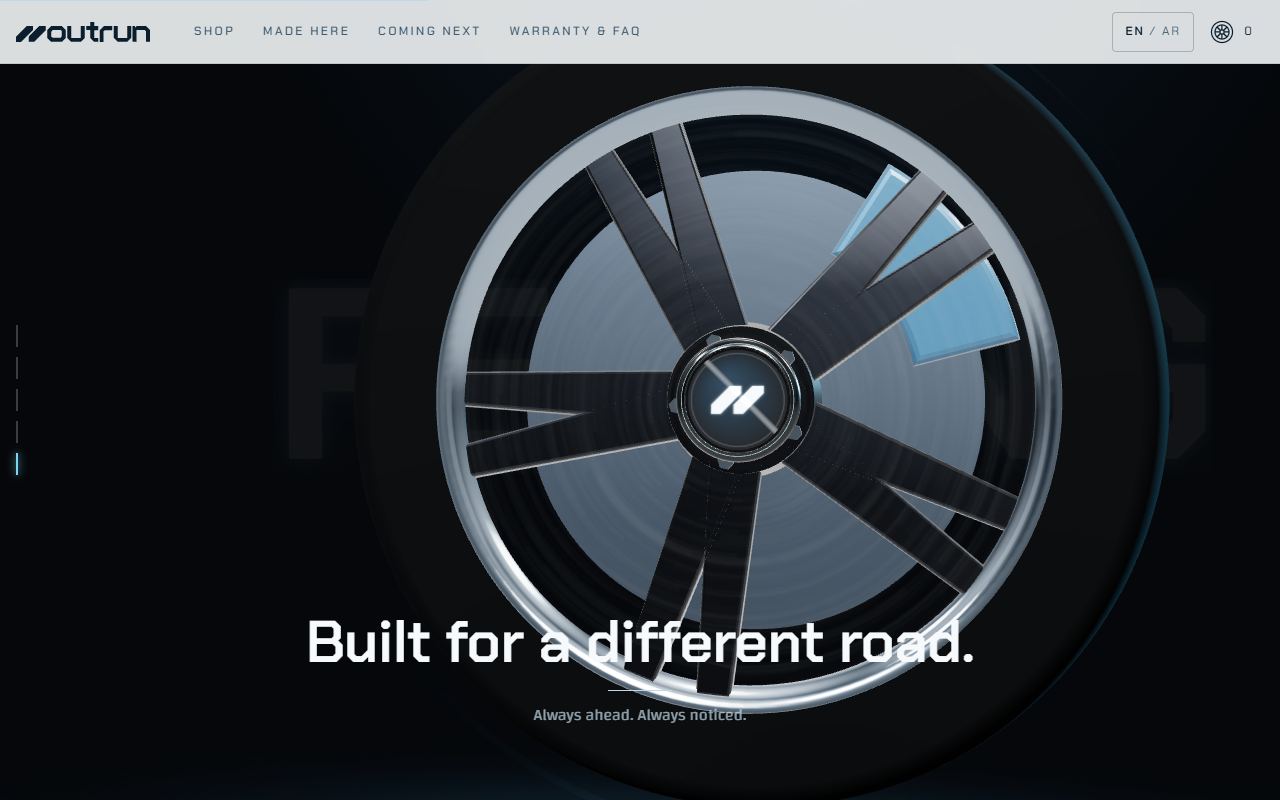 outrun
SHOP
MADE HERE
COMING NEXT
WARRANTY & FAQ
EN / AR
0
Built for a different road.
Always ahead. Always noticed.